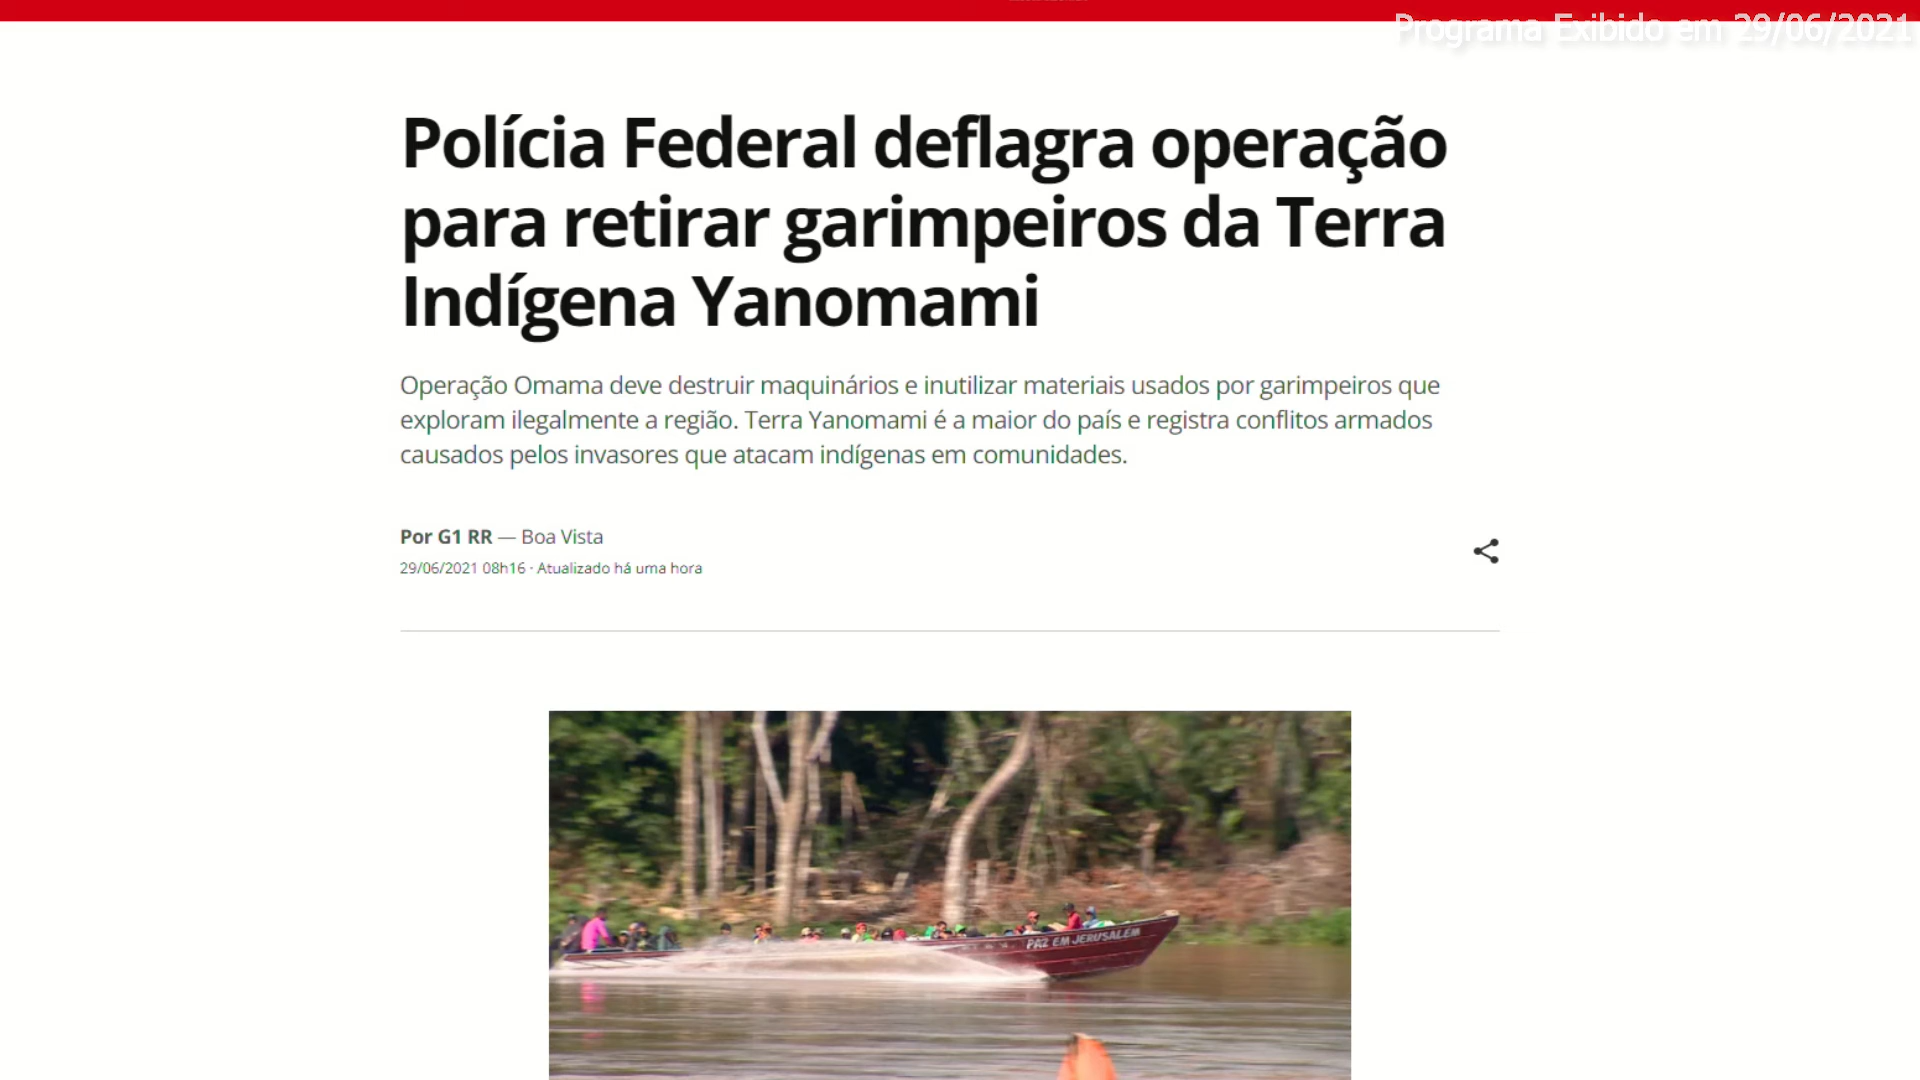 Programa Exibido em 29/06/2021
Polícia Federal deflagra operação
para retirar garimpeiros da Terra
Indígena Yanomami
Operação Omama deve destruir maquinários e inutilizar materiais usados por garimpeiros que
exploram ilegalmente a região. Terra Yanomami é a maior do país e registra conflitos armados
causados pelos invasores que atacam indígenas em comunidades.
Por G1 RR — Boa Vista
29/06/2021 08h16 · Atualizado há uma hora
PAZ EM JERUSALEM